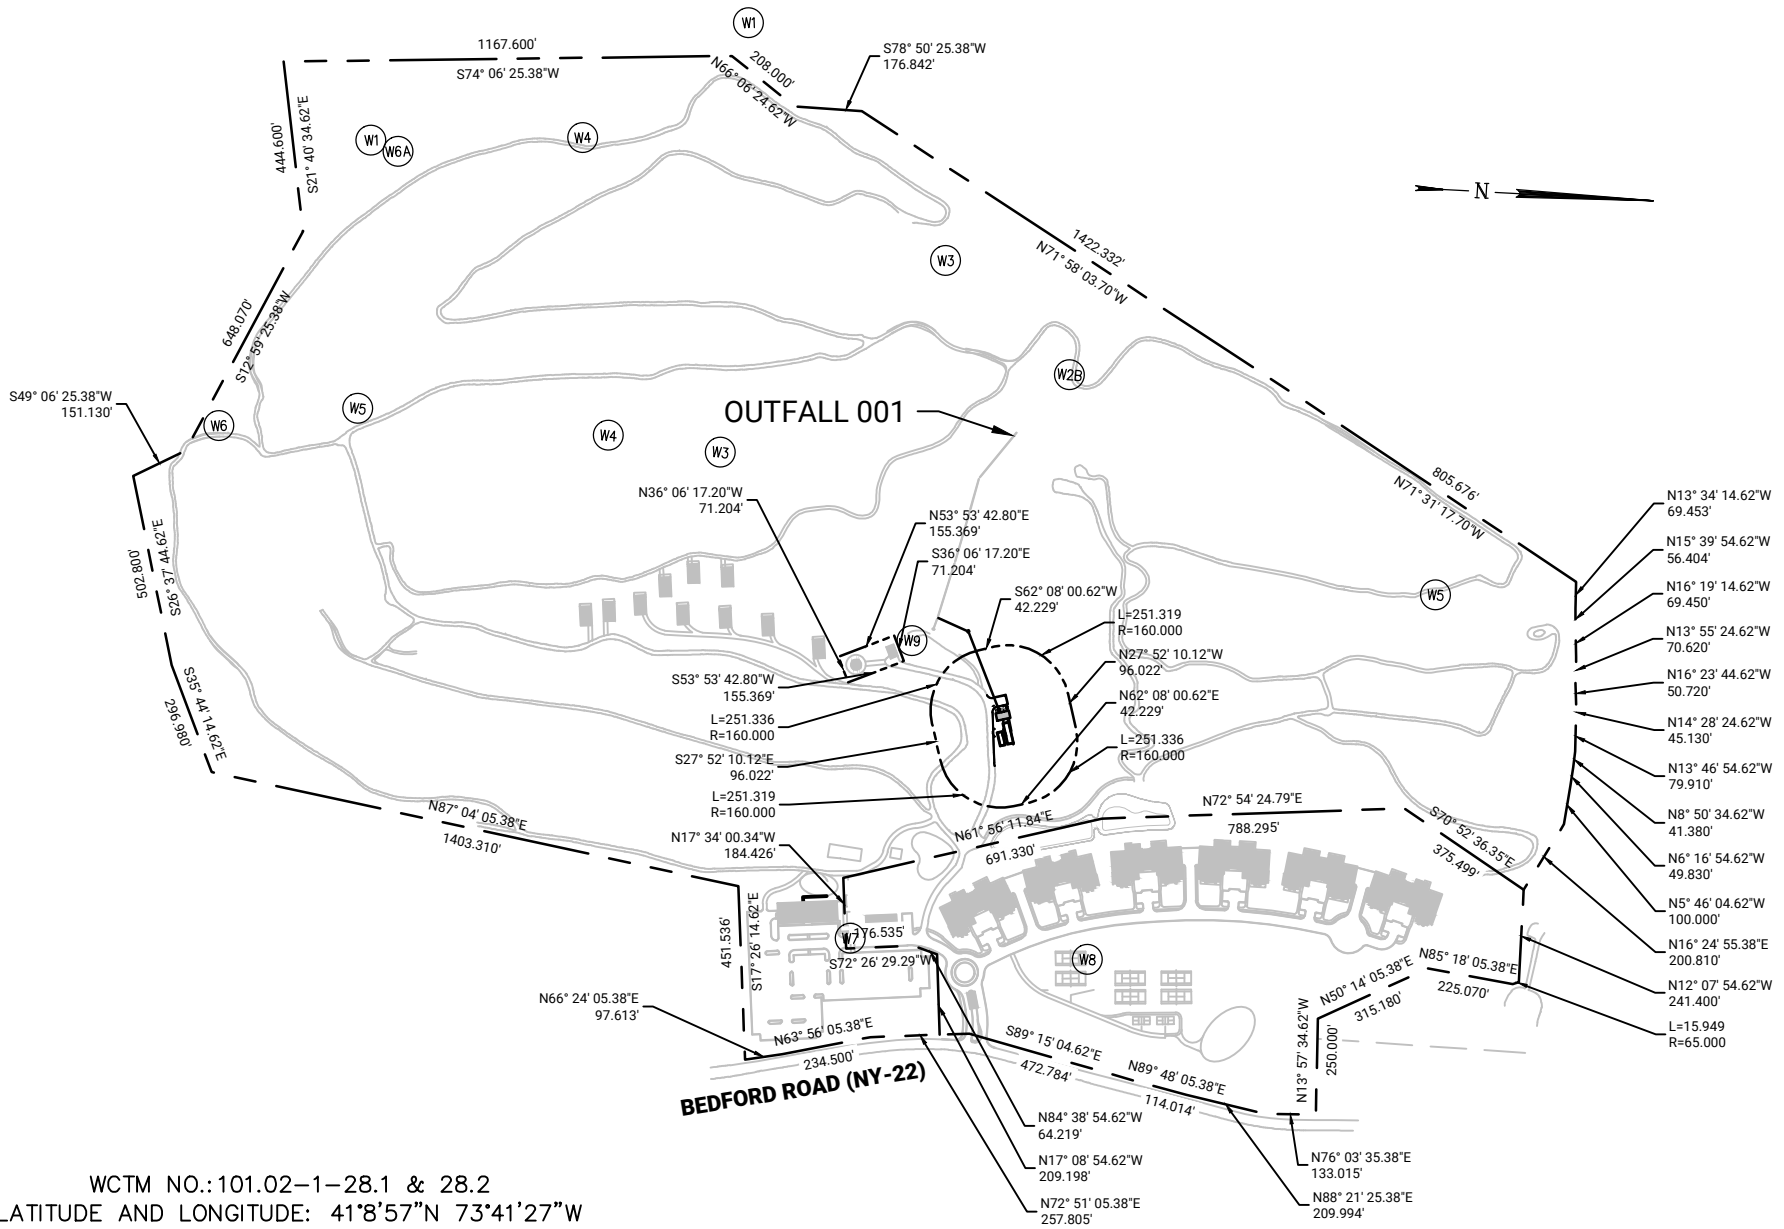 W1
1167.600'
S74° 06' 25.38"W
208.000'
N66° 06' 24.62"W
S78° 50' 25.38"W
176.842'
444.600'
S21° 40' 34.62"E
W1
W6A
W4
N
1422.332'
N71° 58' 03.70"W
W3
648.070'
S12° 59' 25.38"W
W2B
S49° 06' 25.38"W
151.130'
W5
W6
OUTFALL 001
W4
W3
805.676'
N71° 31' 17.70"W
N36° 06' 17.20"W
71.204'
N53° 53' 42.80"E
155.369'
S36° 06' 17.20"E
71.204'
N13° 34' 14.62"W
69.453'
N15° 39' 54.62"W
56.404'
502.800'
S26° 37' 44.62"E
S62° 08' 00.62"W
42.229'
L=251.319
R=160.000
W5
N16° 19' 14.62"W
69.450'
W9
N13° 55' 24.62"W
70.620'
N27° 52' 10.12"W
96.022'
S53° 53' 42.80"W
155.369'
N16° 23' 44.62"W
50.720'
S35° 44' 14.62"E
296.980'
N62° 08' 00.62"E
42.229'
L=251.336
R=160.000
N14° 28' 24.62"W
45.130'
L=251.336
R=160.000
S27° 52' 10.12"E
96.022'
N13° 46' 54.62"W
79.910'
L=251.319
R=160.000
N8° 50' 34.62"W
41.380'
N87° 04' 05.38"E
1403.310'
N17° 34' 00.34"W
184.426'
N61° 56' 11.84"E
691.330'
N72° 54' 24.79"E
788.295'
S70° 52' 36.35"E
375.499'
N6° 16' 54.62"W
49.830'
N5° 46' 04.62"W
100.000'
451.536'
S17° 26' 14.62"E
W7
176.535'
S72° 26' 29.29"W
W8
N16° 24' 55.38"E
200.810'
N66° 24' 05.38"E
97.613'
N50° 14' 05.38"E
315.180'
N85° 18' 05.38"E
225.070'
N12° 07' 54.62"W
241.400'
L=15.949
R=65.000
N63° 56' 05.38"E
234.500'
S89° 15' 04.62"E
472.784'
N89° 48' 05.38"E
114.014'
N13° 57' 34.62"W
250.000'
BEDFORD ROAD (NY-22)
N84° 38' 54.62"W
64.219'
N17° 08' 54.62"W
209.198'
N72° 51' 05.38"E
257.805'
N76° 03' 35.38"E
133.015'
N88° 21' 25.38"E
209.994'
WCTM NO.: 101.02-1-28.1 & 28.2
LATITUDE AND LONGITUDE: 41°8'57"N 73°41'27"W